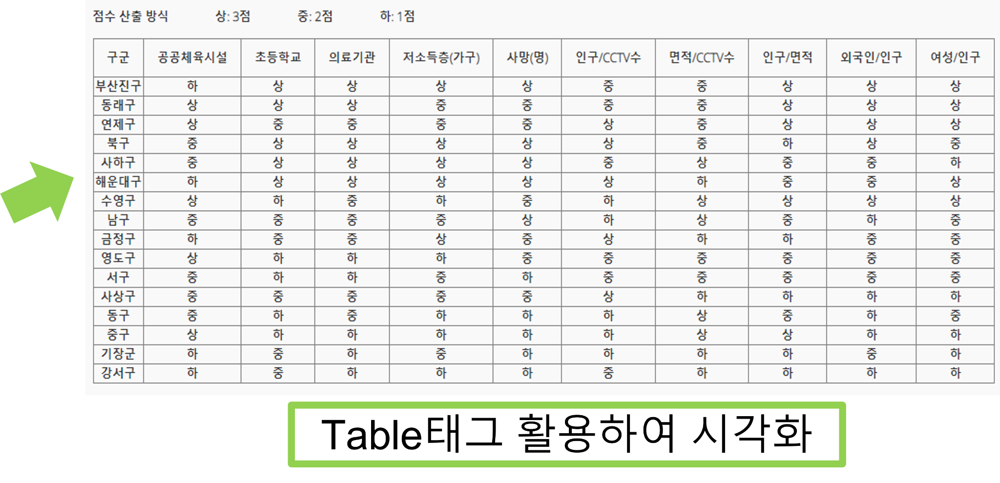 점수 산출 방식 상: 3점 중: 2점 하: 1점
구군 공공체육시설 초등학교 의료기관 저소득층(가구) 사망(명) 인구/CCTV수 면적/CCTV수 인구/면적 외국인/인구 여성/인구
부산진구 하 상 상 상 상 중 중 상 상 상
동래구 상 상 상 중 중 중 중 상 상 상
연제구 상 중 중 중 중 상 중 상 상 상
북구 중 상 상 상 상 상 중 하 상 중
사하구 중 상 상 상 상 중 상 중 중 하
해운대구 하 상 상 상 상 상 하 중 중 상
수영구 상 하 중 하 중 하 상 상 상 상
남구 중 중 중 중 상 하 상 중 하 중
금정구 하 중 중 상 중 상 하 하 중 중
영도구 상 하 하 하 중 중 중 중 중 중
서구 중 하 하 중 하 중 중 중 중 중
사상구 중 중 중 중 중 상 하 하 하 하
동구 중 하 중 하 하 하 상 중 하 중
중구 상 하 하 하 하 하 상 상 하 하
기장군 하 중 하 중 하 하 하 하 중 하
강서구 하 중 하 하 하 중 하 하 하 하
Table태그 활용하여 시각화